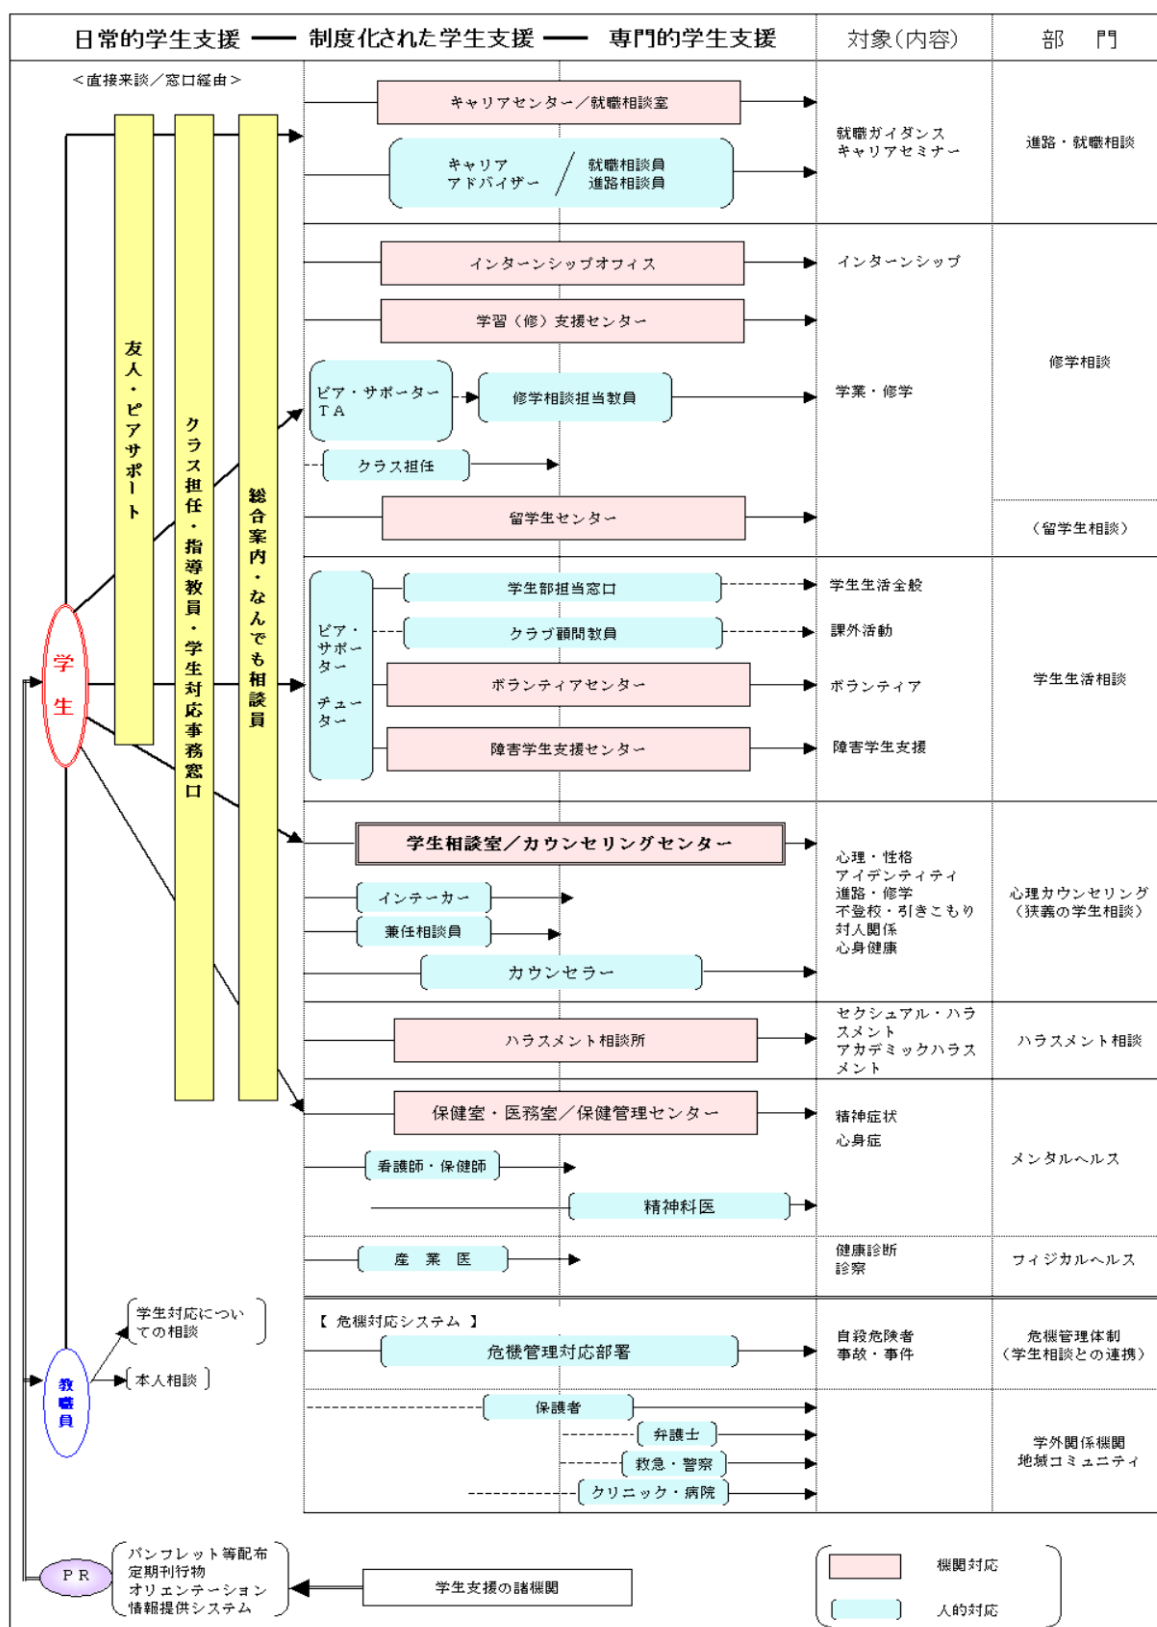 日常的学生支援 ― 制度化された学生支援 ― 専門的学生支援
対象(内容)
部 門
<直接来談/窓口経由>
友人・ピアサポート
クラス担任・指導教員・学生対応事務窓口
総合案内・なんでも相談員
学生
キャリアセンター/就職相談室
キャリア
アドバイザー
/
就職相談員
進路相談員
就職ガイダンス
キャリアセミナー
進路・就職相談
インターンシップオフィス
インターンシップ
学習(修)支援センター
ピア・サポーター
TA
修学相談担当教員
学業・修学
修学相談
クラス担任
留学生センター
(留学生相談)
ピア・
サポー
ター
チュー
ター
学生部担当窓口
学生生活全般
クラブ顧問教員
課外活動
ボランティアセンター
ボランティア
障害学生支援センター
障害学生支援
学生生活相談
学生相談室/カウンセリングセンター
インテーカー
兼任相談員
カウンセラー
心理・性格
アイデンティティ
進路・修学
不登校・引きこもり
対人関係
心身健康
心理カウンセリング
(狭義の学生相談)
ハラスメント相談所
セクシュアル・ハラ
スメント
アカデミックハラス
メント
ハラスメント相談
保健室・医務室/保健管理センター
看護師・保健師
精神科医
精神症状
心身症
メンタルヘルス
産 業 医
健康診断
診察
フィジカルヘルス
学生対応につい
ての相談
本人相談
教職員
【 危機対応システム 】
危機管理対応部署
自殺危険者
事故・事件
危機管理体制
(学生相談との連携)
保護者
弁護士
救急・警察
クリニック・病院
学外関係機関
地域コミュニティ
PR
パンフレット等配布
定期刊行物
オリエンテーション
情報提供システム
学生支援の諸機関
機関対応
人的対応